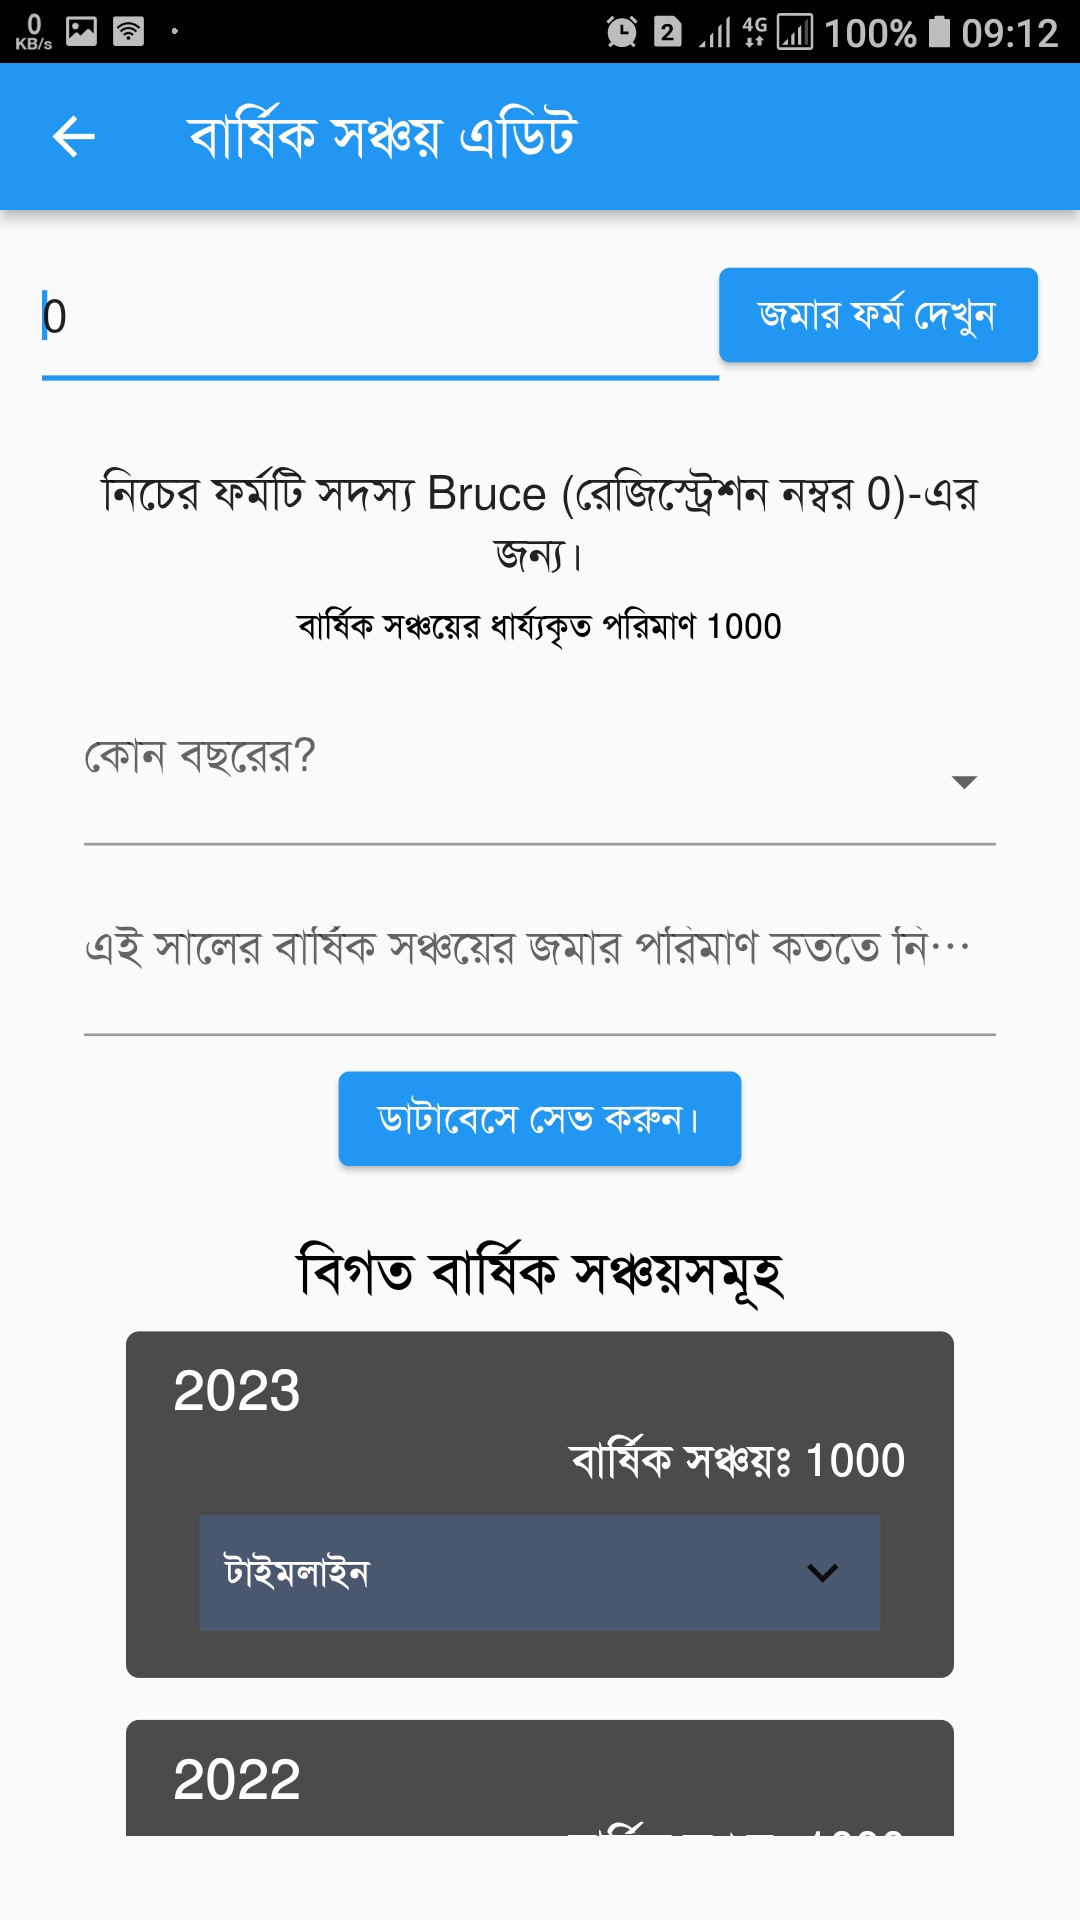 0 KB/s 2 4G 100% 09:12
বার্ষিক সঞ্চয় এডিট
0
জমার ফর্ম দেখুন
নিচের ফর্মটি সদস্য Bruce (রেজিস্ট্রেশন নম্বর 0)-এর
জন্য।
বার্ষিক সঞ্চয়ের ধার্য্যকৃত পরিমাণ 1000
কোন বছরের?
এই সালের বার্ষিক সঞ্চয়ের জমার পরিমাণ কততে নি...
ডাটাবেসে সেভ করুন।
বিগত বার্ষিক সঞ্চয়সমূহ
2023
বার্ষিক সঞ্চয়ঃ 1000
টাইমলাইন
2022